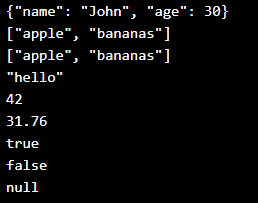 {"name": "John", "age": 30}
["apple", "bananas"]
["apple", "bananas"]
"hello"
42
31.76
true
false
null